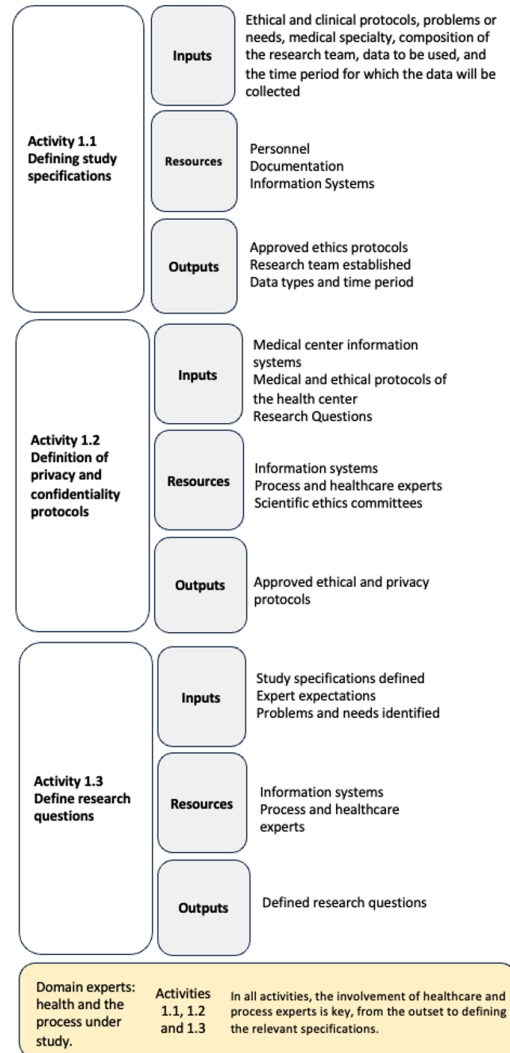 Activity 1.1
Defining study
specifications
Inputs
Ethical and clinical protocols, problems or
needs, medical specialty, composition of
the research team, data to be used, and
the time period for which the data will be
collected
Resources
Personnel
Documentation
Information Systems
Outputs
Approved ethics protocols
Research team established
Data types and time period
Activity 1.2
Definition of
privacy and
confidentiality
protocols
Inputs
Medical center information
systems
Medical and ethical protocols of
the health center
Research Questions
Resources
Information systems
Process and healthcare experts
Scientific ethics committees
Outputs
Approved ethical and privacy
protocols
Activity 1.3
Define research
questions
Inputs
Study specifications defined
Expert expectations
Problems and needs identified
Resources
Information systems
Process and healthcare
experts
Outputs
Defined research questions
Domain experts:
health and the
process under
study.
Activities
1.1, 1.2
and 1.3
In all activities, the involvement of healthcare and
process experts is key, from the outset to defining
the relevant specifications.